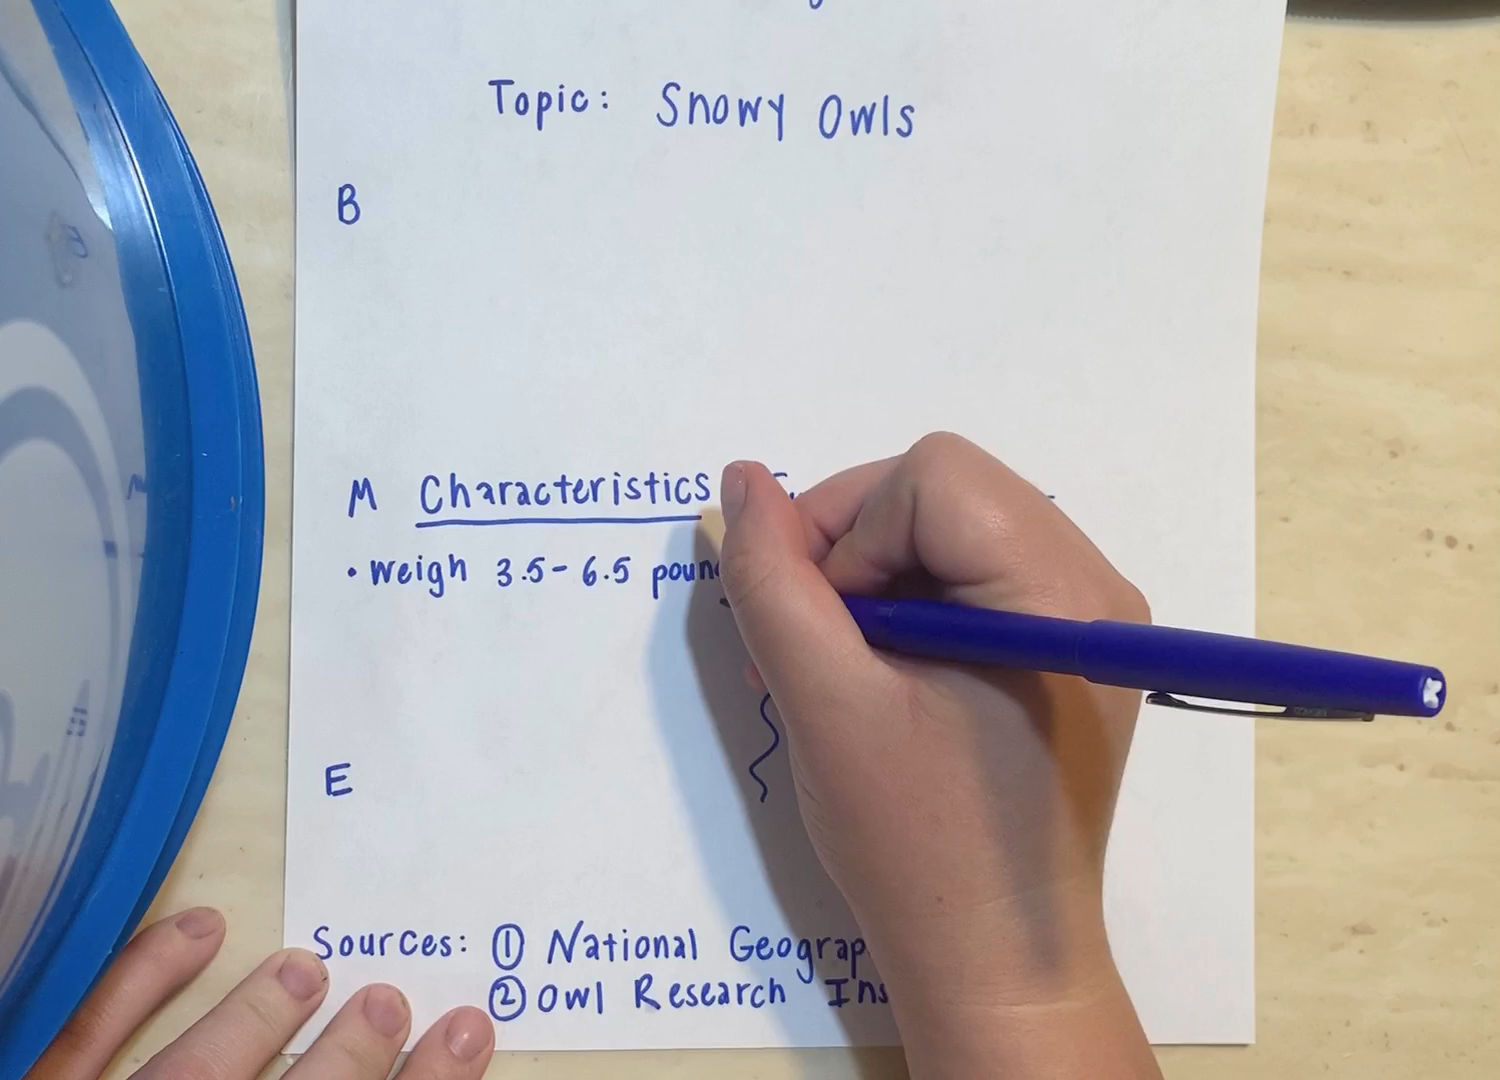 Topic: Snowy Owls
B
M Characteristics
• weigh 3.5-6.5
E
Sources: ① National
② Owl Research